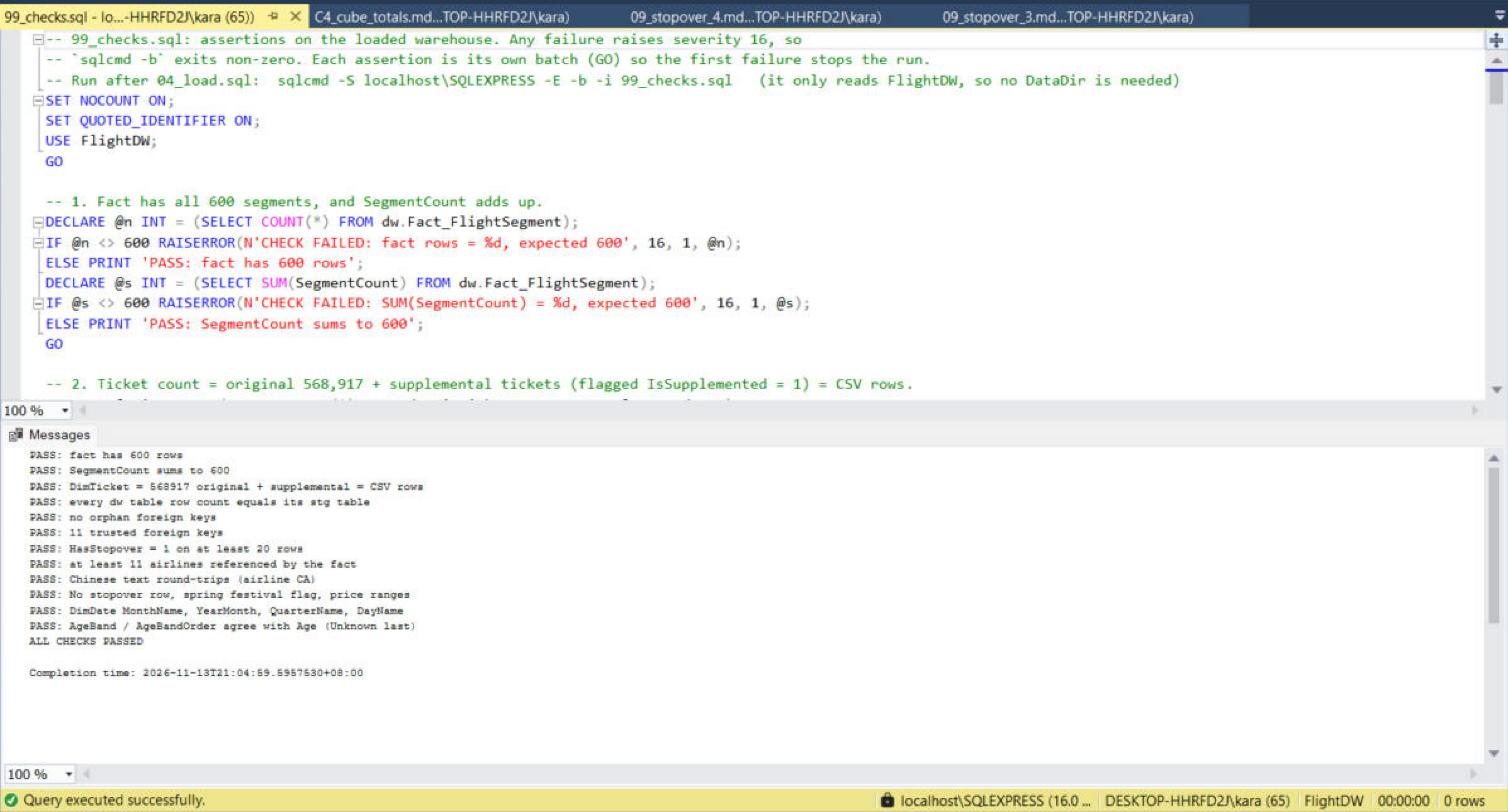 99_checks.sql - lo...-HHRFD2J\kara (65))
C4_cube_totals.md...TOP-HHRFD2J\kara)
09_stopover_4.md...TOP-HHRFD2J\kara)
09_stopover_3.md...TOP-HHRFD2J\kara)
-- 99_checks.sql: assertions on the loaded warehouse. Any failure raises severity 16, so
-- `sqlcmd -b` exits non-zero. Each assertion is its own batch (GO) so the first failure stops the run.
-- Run after 04_load.sql:  sqlcmd -S localhost\SQLEXPRESS -E -b -i 99_checks.sql   (it only reads FlightDW, so no DataDir is needed)
SET NOCOUNT ON;
SET QUOTED_IDENTIFIER ON;
USE FlightDW;
GO
-- 1. Fact has all 600 segments, and SegmentCount adds up.
DECLARE @n INT = (SELECT COUNT(*) FROM dw.Fact_FlightSegment);
IF @n <> 600 RAISERROR(N'CHECK FAILED: fact rows = %d, expected 600', 16, 1, @n);
ELSE PRINT 'PASS: fact has 600 rows';
DECLARE @s INT = (SELECT SUM(SegmentCount) FROM dw.Fact_FlightSegment);
IF @s <> 600 RAISERROR(N'CHECK FAILED: SUM(SegmentCount) = %d, expected 600', 16, 1, @s);
ELSE PRINT 'PASS: SegmentCount sums to 600';
GO
-- 2. Ticket count = original 568,917 + supplemental tickets (flagged IsSupplemented = 1) = CSV rows.
100 %
Messages
PASS: fact has 600 rows
PASS: SegmentCount sums to 600
PASS: DimTicket = 568917 original + supplemental = CSV rows
PASS: every dw table row count equals its stg table
PASS: no orphan foreign keys
PASS: 11 trusted foreign keys
PASS: HasStopover = 1 on at least 20 rows
PASS: at least 11 airlines referenced by the fact
PASS: Chinese text round-trips (airline CA)
PASS: No stopover row, spring festival flag, price ranges
PASS: DimDate MonthName, YearMonth, QuarterName, DayName
PASS: AgeBand / AgeBandOrder agree with Age (Unknown last)
ALL CHECKS PASSED
Completion time: 2026-11-13T21:04:59.5957530+08:00
100 %
Query executed successfully.
localhost\SQLEXPRESS (16.0 ...
DESKTOP-HHRFD2J\kara (65)
FlightDW
00:00:00
0 rows